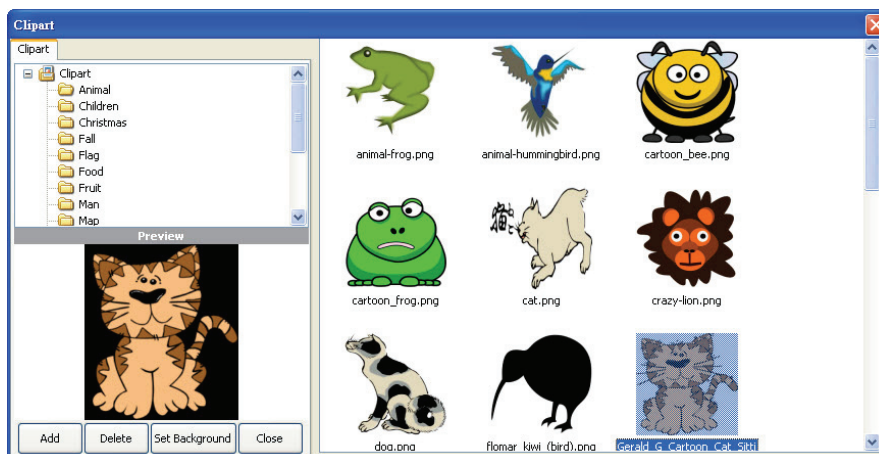 Clipart
Clipart
Clipart
Animal
Children
Christmas
Fall
Flag
Food
Fruit
Man
Map
Preview
Add Delete Set Background Close
animal-frog.png animal-hummingbird.png cartoon_bee.png
猫
cartoon_frog.png cat.png crazy-lion.png
dog.png flomar_kiwi (bird).png Gerald_G_Cartoon_Cat_Sitti